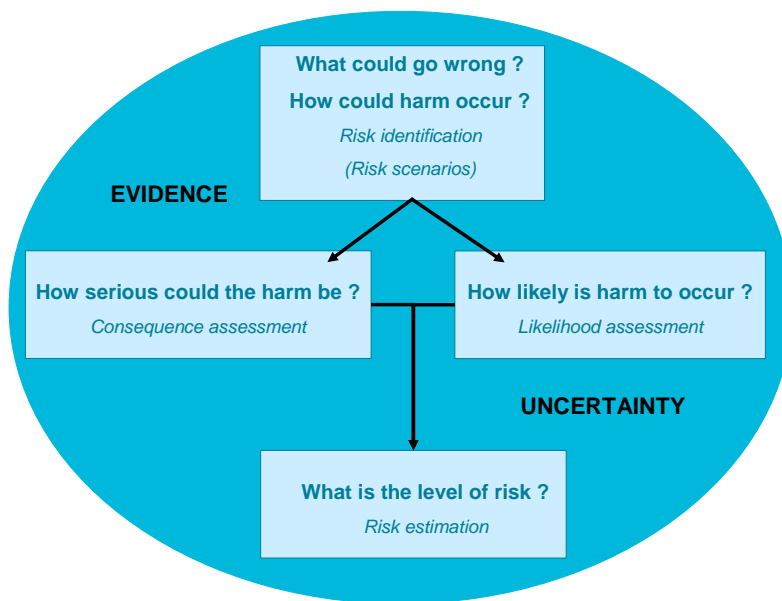 What could go wrong ?
How could harm occur ?
Risk identification
(Risk scenarios)
EVIDENCE
How serious could the harm be ?
Consequence assessment
How likely is harm to occur ?
Likelihood assessment
UNCERTAINTY
What is the level of risk ?
Risk estimation